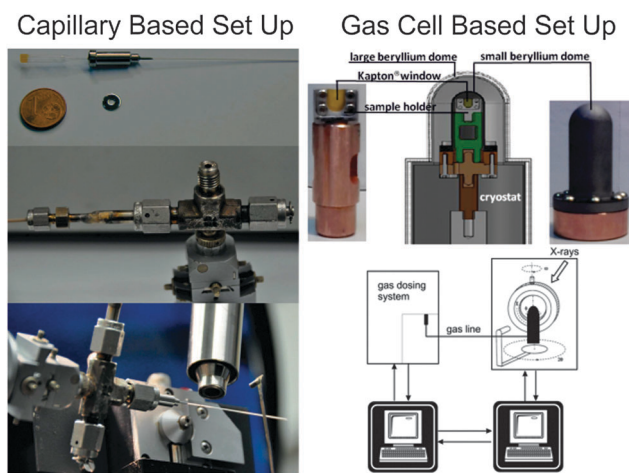 Capillary Based Set Up
Gas Cell Based Set Up
large beryllium dome
small beryllium dome
Kapton® window
sample holder
cryostat
X-rays
gas dosing
system
gas line